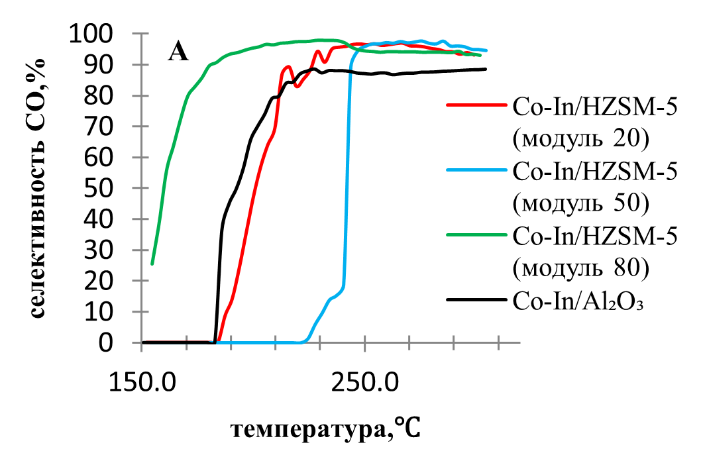 A
100
90
80
70
60
50
40
30
20
10
0
150.0
250.0
селективность CO,%
температура,℃
Co-In/HZSM-5
(модуль 20)
Co-In/HZSM-5
(модуль 50)
Co-In/HZSM-5
(модуль 80)
Co-In/Al₂O₃